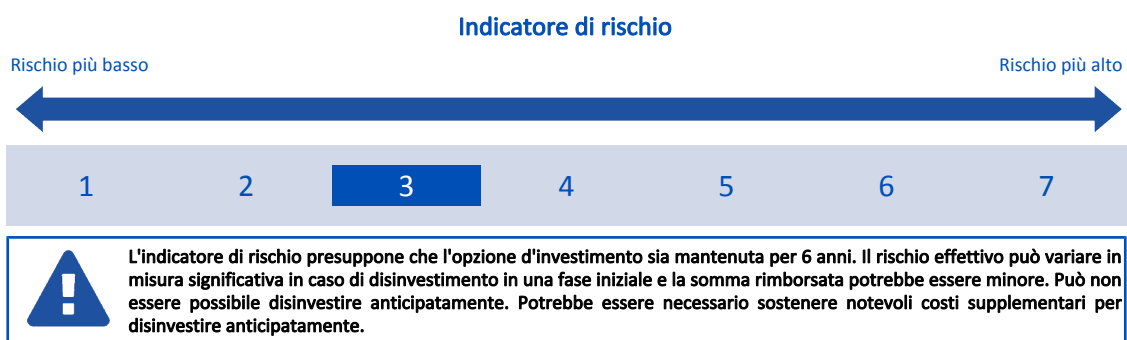 Indicatore di rischio
Rischio più basso
Rischio più alto
1 2 3 4 5 6 7
L'indicatore di rischio presuppone che l'opzione d'investimento sia mantenuta per 6 anni. Il rischio effettivo può variare in
misura significativa in caso di disinvestimento in una fase iniziale e la somma rimborsata potrebbe essere minore. Può non
essere possibile disinvestire anticipatamente. Potrebbe essere necessario sostenere notevoli costi supplementari per
disinvestire anticipatamente.